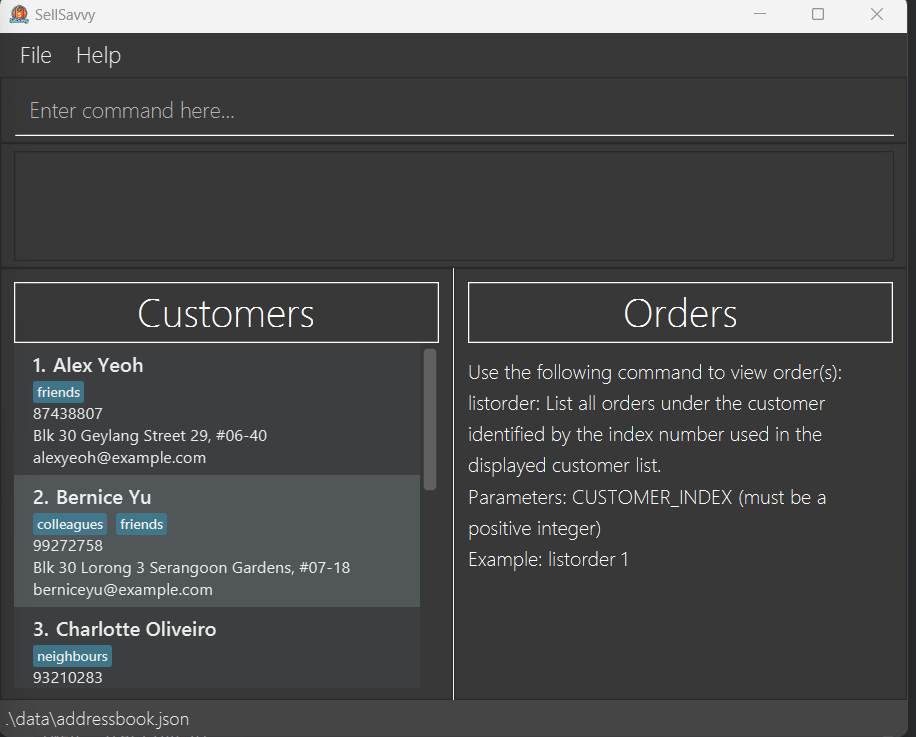 SellSavvy
File Help
Enter command here...
Customers
1. Alex Yeoh
friends
87438807
Blk 30 Geylang Street 29, #06-40
alexyeoh@example.com
2. Bernice Yu
colleagues friends
99272758
Blk 30 Lorong 3 Serangoon Gardens, #07-18
berniceyu@example.com
3. Charlotte Oliveiro
neighbours
93210283
Orders
Use the following command to view order(s):
listorder: List all orders under the customer
identified by the index number used in the
displayed customer list.
Parameters: CUSTOMER_INDEX (must be a
positive integer)
Example: listorder 1
.\data\addressbook.json